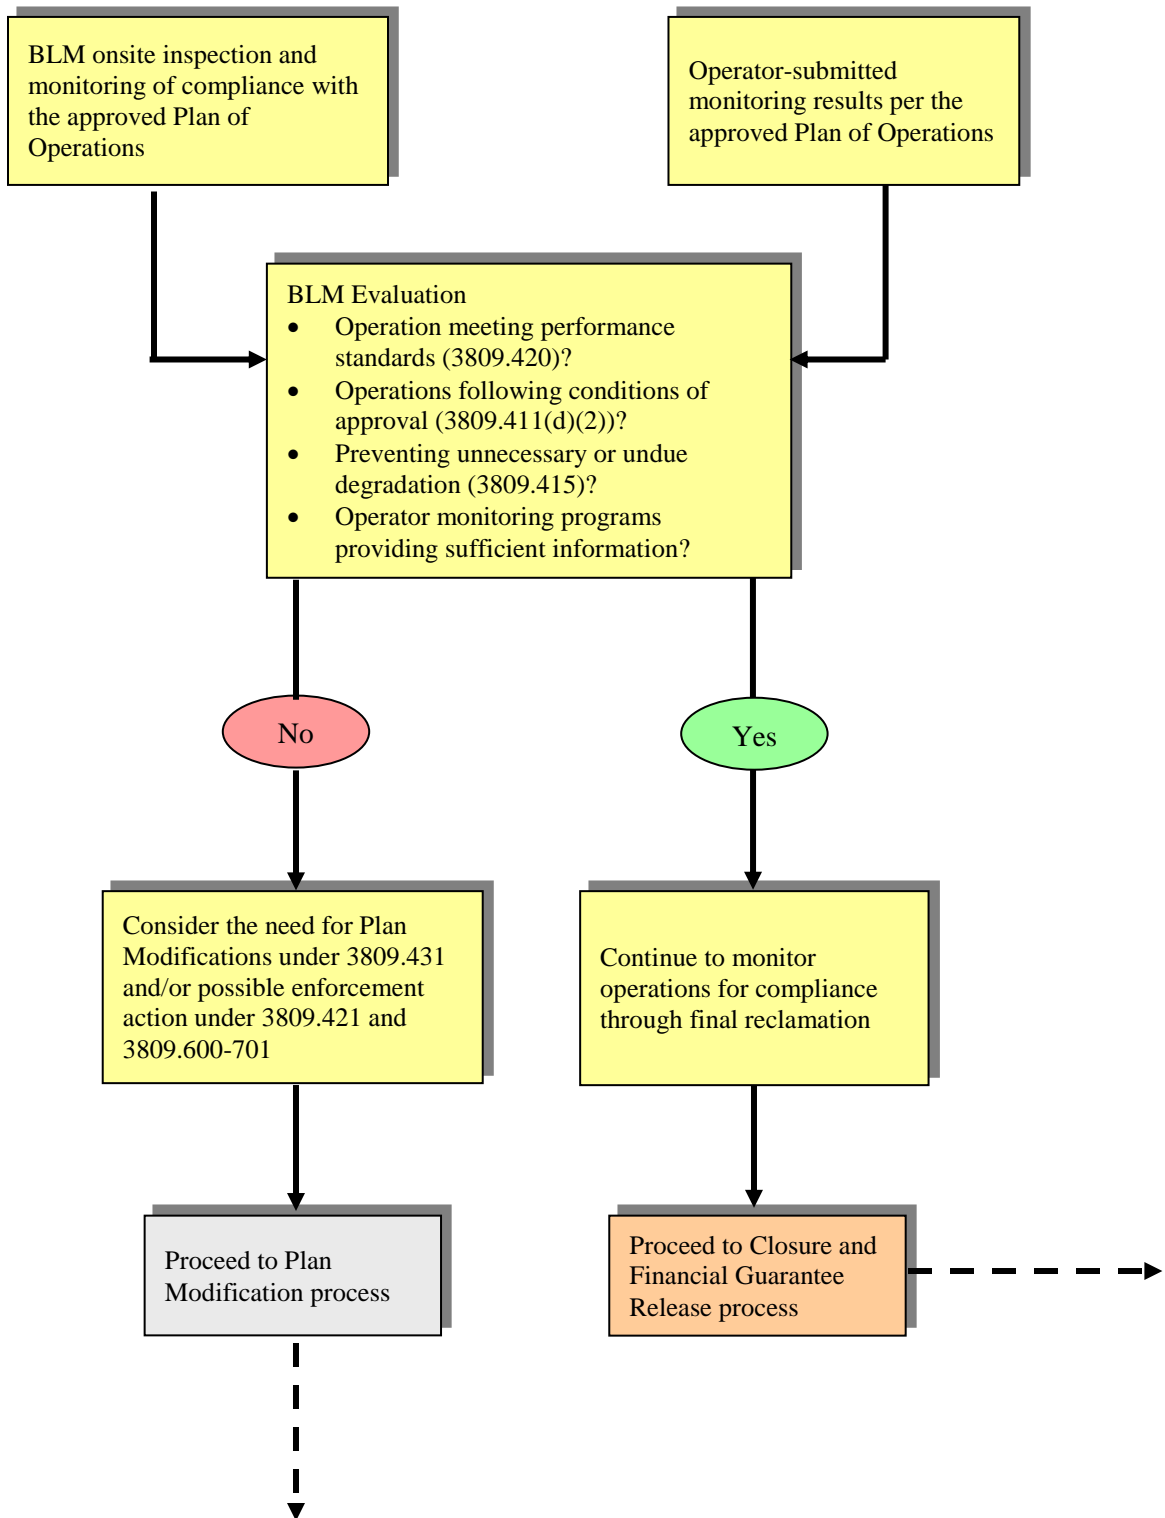 BLM onsite inspection and
monitoring of compliance with
the approved Plan of
Operations
Operator-submitted
monitoring results per the
approved Plan of Operations
BLM Evaluation
• Operation meeting performance
standards (3809.420)?
• Operations following conditions of
approval (3809.411(d)(2))?
• Preventing unnecessary or undue
degradation (3809.415)?
• Operator monitoring programs
providing sufficient information?
No
Yes
Consider the need for Plan
Modifications under 3809.431
and/or possible enforcement
action under 3809.421 and
3809.600-701
Continue to monitor
operations for compliance
through final reclamation
Proceed to Plan
Modification process
Proceed to Closure and
Financial Guarantee
Release process